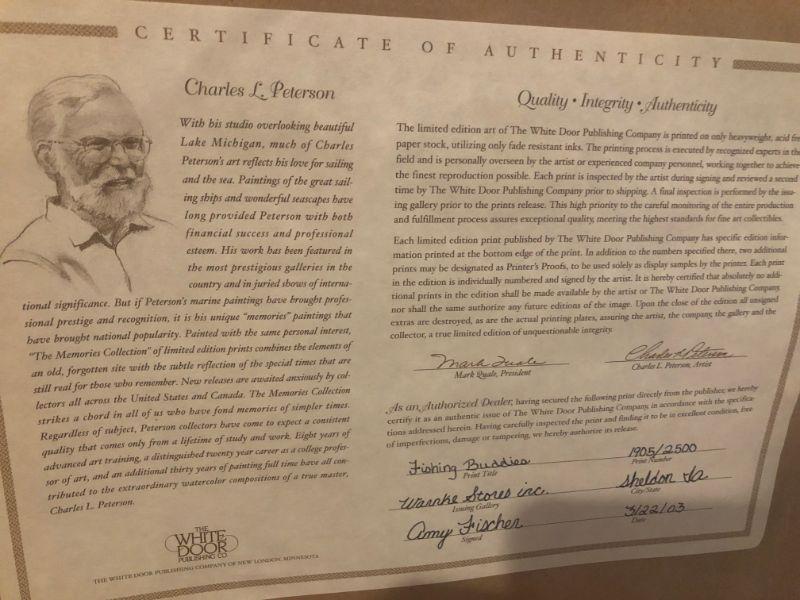 CERTIFICATE OF AUTHENTICITY
Charles L. Peterson
With his studio overlooking beautiful
Lake Michigan, much of Charles
Peterson's art reflects his love for sailing
and the sea. Paintings of the great sail-
ing ships and wonderful seascapes have
long provided Peterson with both
financial success and professional
esteem. His work has been featured in
the most prestigious galleries in the
country and in juried shows of interna-
tional significance. But if Peterson's marine paintings have brought profes-
sional prestige and recognition, it is his unique "memories" paintings that
have brought national popularity. Painted with the same personal interest,
"The Memories Collection" of limited edition prints combines the elements of
an old, forgotten site with the subtle reflection of the special times that are
still real for those who remember. New releases are awaited anxiously by col-
lectors all across the United States and Canada. The Memories Collection
strikes a chord in all of us who have fond memories of simpler times.
Regardless of subject, Peterson collectors have come to expect a consistent
quality that comes only from a lifetime of study and work. Eight years of
advanced art training, a distinguished twenty year career as a college profes-
sor of art, and an additional thirty years of painting full time have all con-
tributed to the extraordinary watercolor compositions of a true master,
Charles L. Peterson.
THE
WHITE
DOOR
PUBLISHING CO
THE WHITE DOOR PUBLISHING COMPANY OF NEW LONDON, MINNESOTA
Quality • Integrity • Authenticity
The limited edition art of The White Door Publishing Company is printed on only heavyweight, acid free
paper stock, utilizing only fade resistant inks. The printing process is executed by recognized experts in the
field and is personally overseen by the artist or experienced company personnel, working together to achieve
the finest reproduction possible. Each print is inspected by the artist during signing and reviewed a second
time by The White Door Publishing Company prior to shipping. A final inspection is performed by the issu-
ing gallery prior to the prints release. This high priority to the careful monitoring of the entire production
and fulfillment process assures exceptional quality, meeting the highest standards for fine art collectibles.
Each limited edition print published by The White Door Publishing Company has specific edition infor-
mation printed at the bottom edge of the print. In addition to the numbers specified there, two additional
prints may be designated as Printer's Proofs, to be used solely as display samples by the printer. Each print
in the edition is individually numbered and signed by the artist. It is hereby certified that absolutely no addi-
tional prints in the edition shall be made available by the artist or The White Door Publishing Company,
nor shall the same authorize any future editions of the image. Upon the close of the edition all unsigned
extras are destroyed, as are the actual printing plates, assuring the artist, the company, the gallery and the
collector, a true limited edition of unquestionable integrity.
Mark Quale Charles L. Peterson
Mark Quale, President Charles L. Peterson, Artist
As an Authorized Dealer, having secured the following print directly from the publisher, we hereby
certify it as an authentic issue of The White Door Publishing Company, in accordance with the specifica-
tions addressed herein. Having carefully inspected the print and finding it to be in excellent condition, free
of imperfections, damage or tampering, we hereby authorize its release.
Fishing Buddies 1905/2500
Print Title Print Number
Warnke Stores inc. Sheldon Ia
Issuing Gallery City/State
Amy Fischer 3/22/03
Signed Date